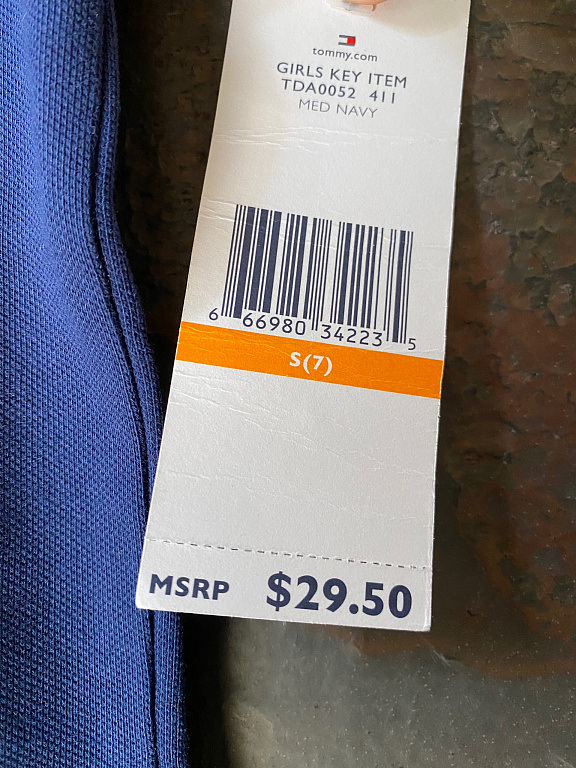 tommy.com
GIRLS KEY ITEM
TDA0052 411
MED NAVY
6 66980 34223 5
S(7)
MSRP $29.50